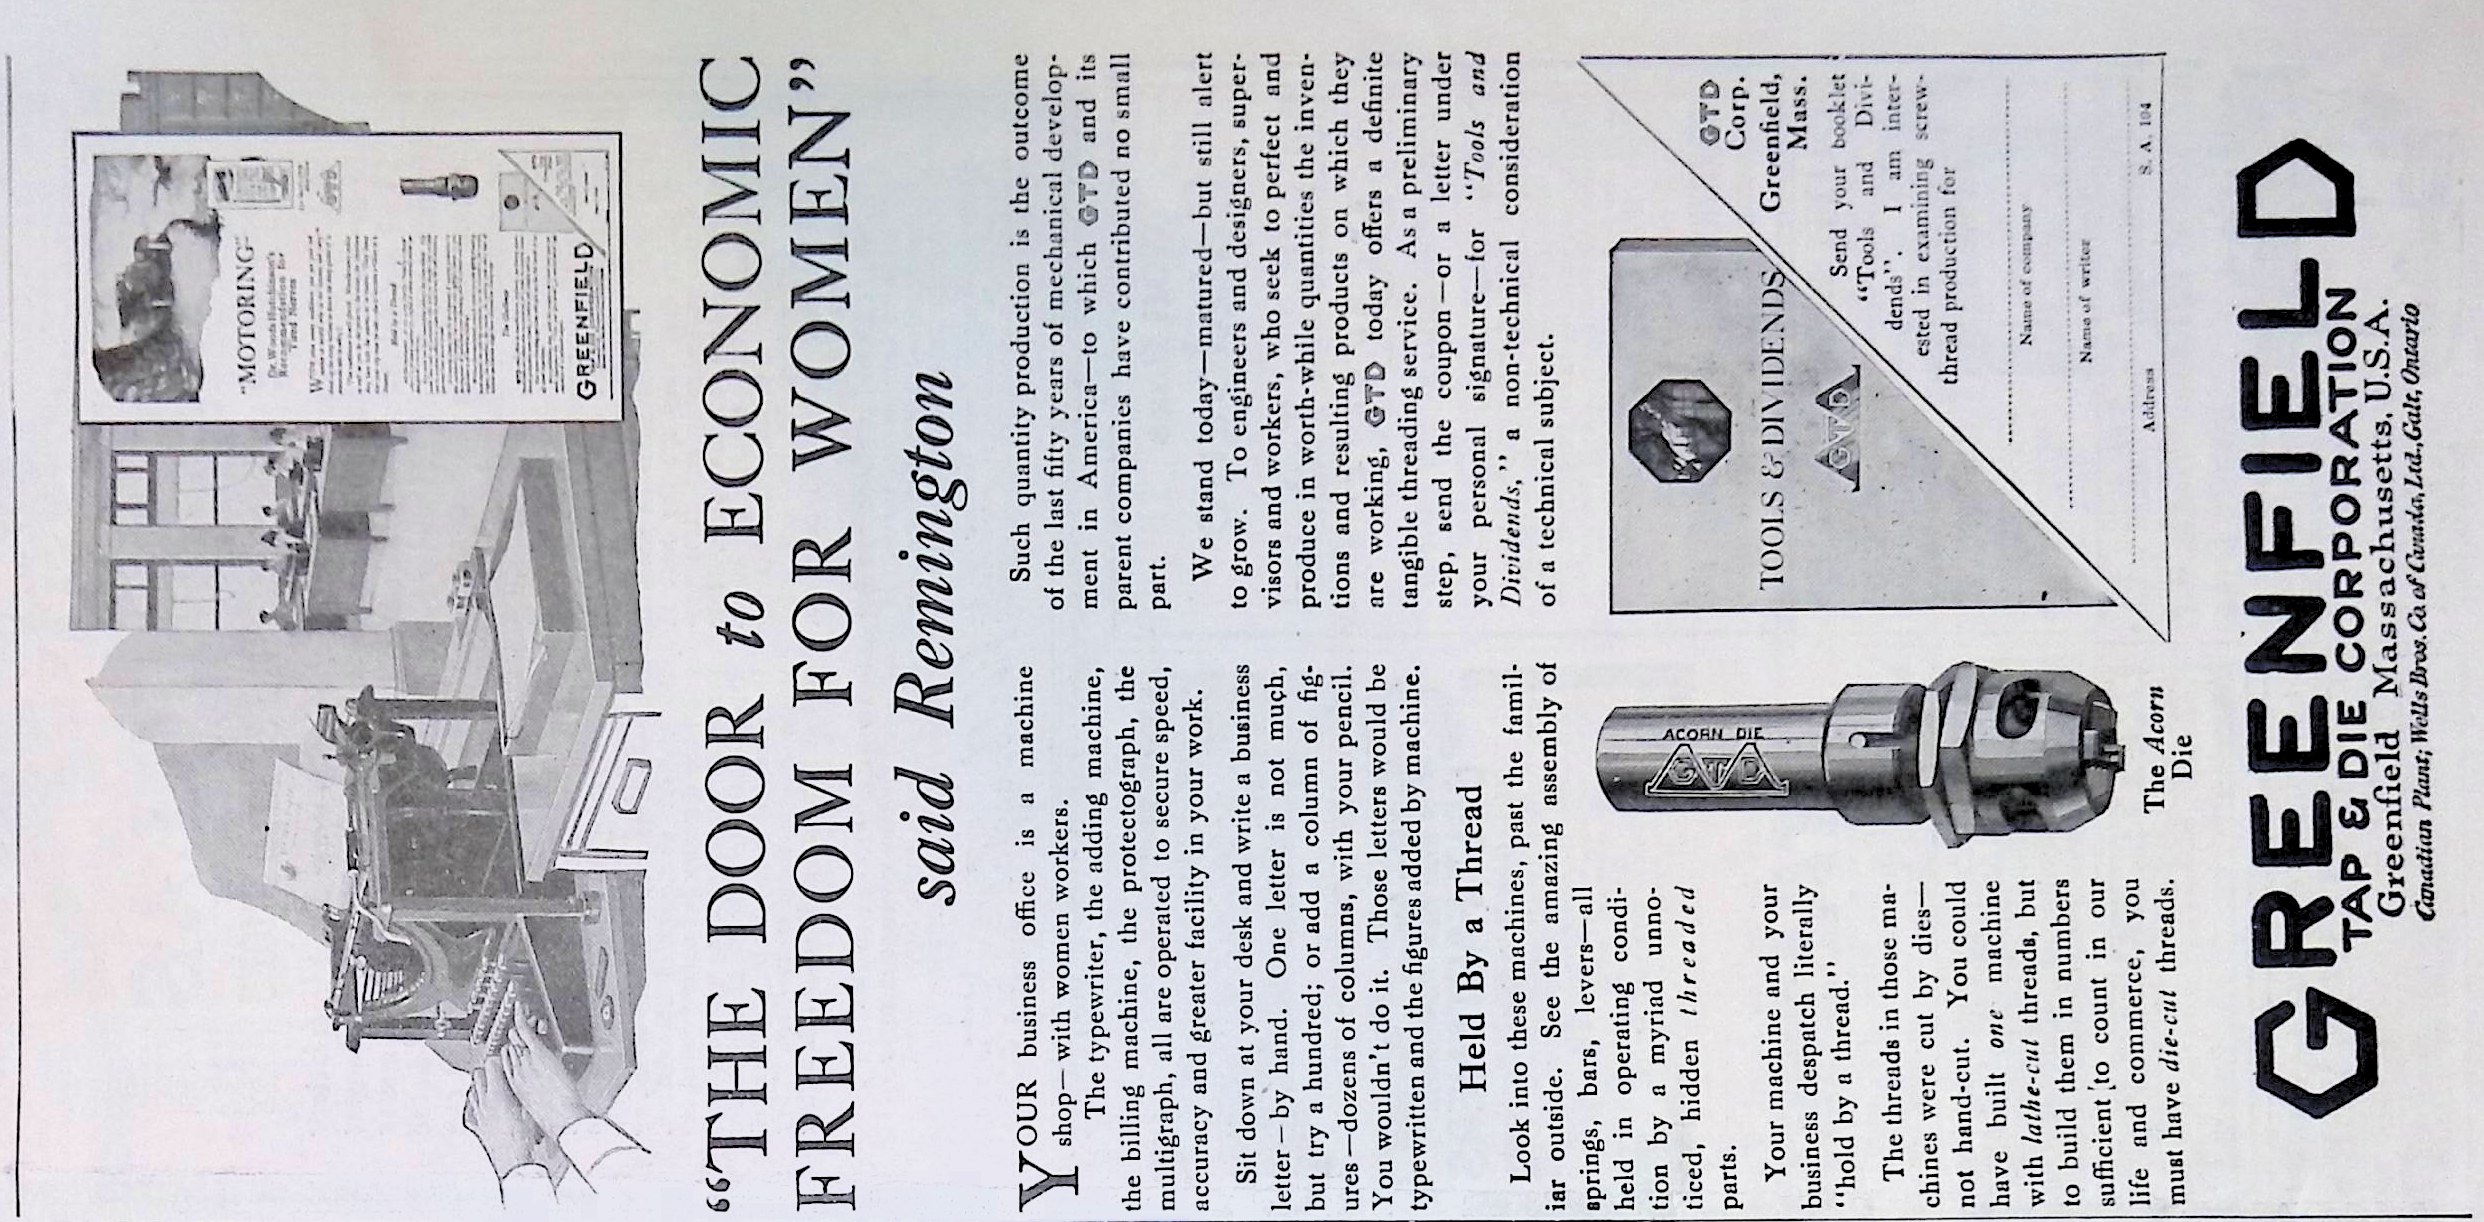 "MOTORING"
Dr. Woods Hutchinson's
Recommendation for
Tired Nerves
GREENFIELD
"THE DOOR to ECONOMIC
FREEDOM FOR WOMEN"
said Remington
YOUR business office is a machine
shop—with women workers.
The typewriter, the adding machine,
the billing machine, the protectograph, the
multigraph, all are operated to secure speed,
accuracy and greater facility in your work.
Sit down at your desk and write a business
letter—by hand. One letter is not much,
but try a hundred; or add a column of fig-
ures—dozens of columns, with your pencil.
You wouldn't do it. Those letters would be
typewritten and the figures added by machine.
Held By a Thread
Look into these machines, past the famil-
iar outside. See the amazing assembly of
springs, bars, levers—all
held in operating condi-
tion by a myriad unno-
ticed, hidden threaded
parts.
Your machine and your
business despatch literally
"hold by a thread."
The threads in those ma-
chines were cut by dies—
not hand-cut. You could
have built one machine
with lathe-cut threads, but
to build them in numbers
sufficient to count in our
life and commerce, you
must have die-cut threads.
ACORN DIE
GTD
The Acorn
Die
Such quantity production is the outcome
of the last fifty years of mechanical develop-
ment in America—to which GTD and its
parent companies have contributed no small
part.
We stand today—matured—but still alert
to grow. To engineers and designers, super-
visors and workers, who seek to perfect and
produce in worth-while quantities the inven-
tions and resulting products on which they
are working, GTD today offers a definite
tangible threading service. As a preliminary
step, send the coupon—or a letter under
your personal signature—for "Tools and
Dividends," a non-technical consideration
of a technical subject.
TOOLS & DIVIDENDS
GTD
GTD
Corp.
Greenfield,
Mass.
Send your booklet
"Tools and Divi-
dends". I am inter-
ested in examining screw-
thread production for
Name of company
Name of writer
Address
S. A. 104
GREENFIELD
TAP & DIE CORPORATION
Greenfield Massachusetts. U.S.A.
Canadian Plant; Wells Bros. Co. of Canada, Ltd., Galt, Ontario